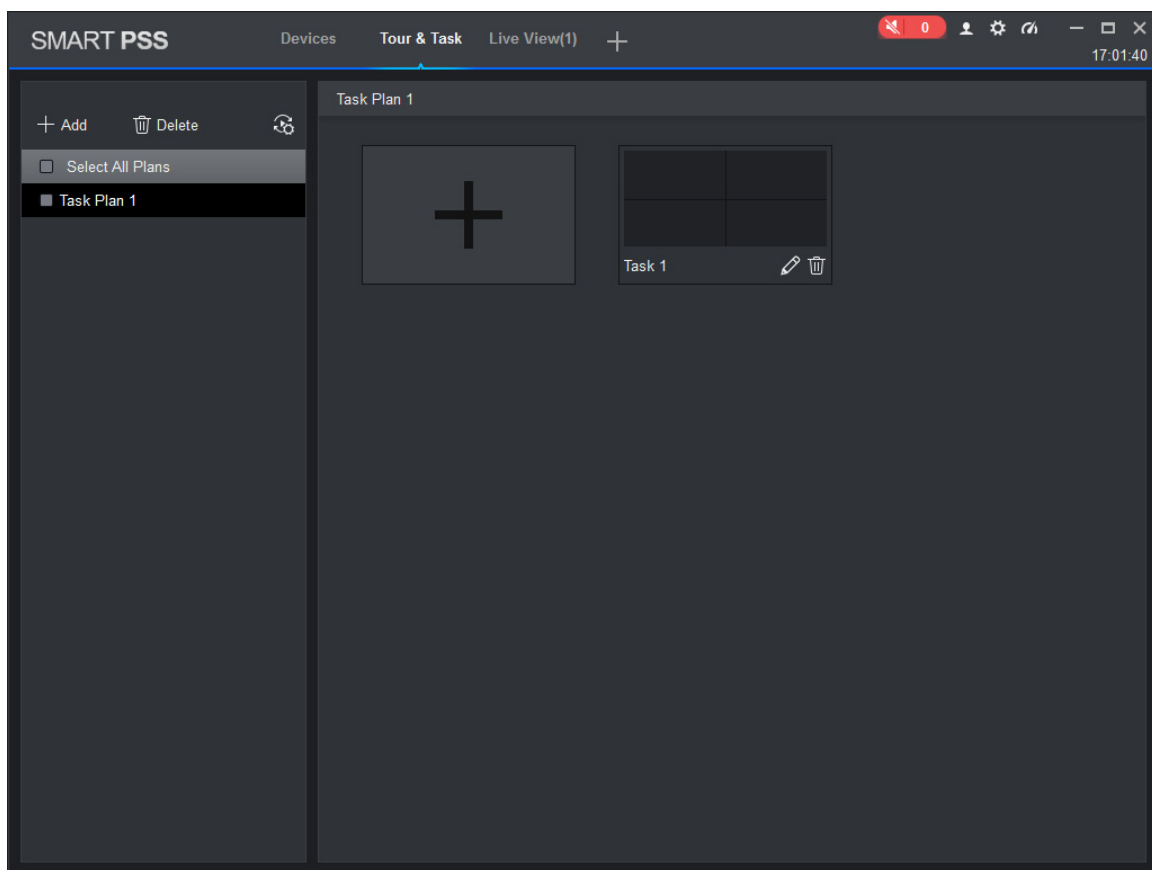 SMART PSS Devices Tour & Task Live View(1) 0
17:01:40
Add Delete
Select All Plans
Task Plan 1
Task Plan 1
Task 1